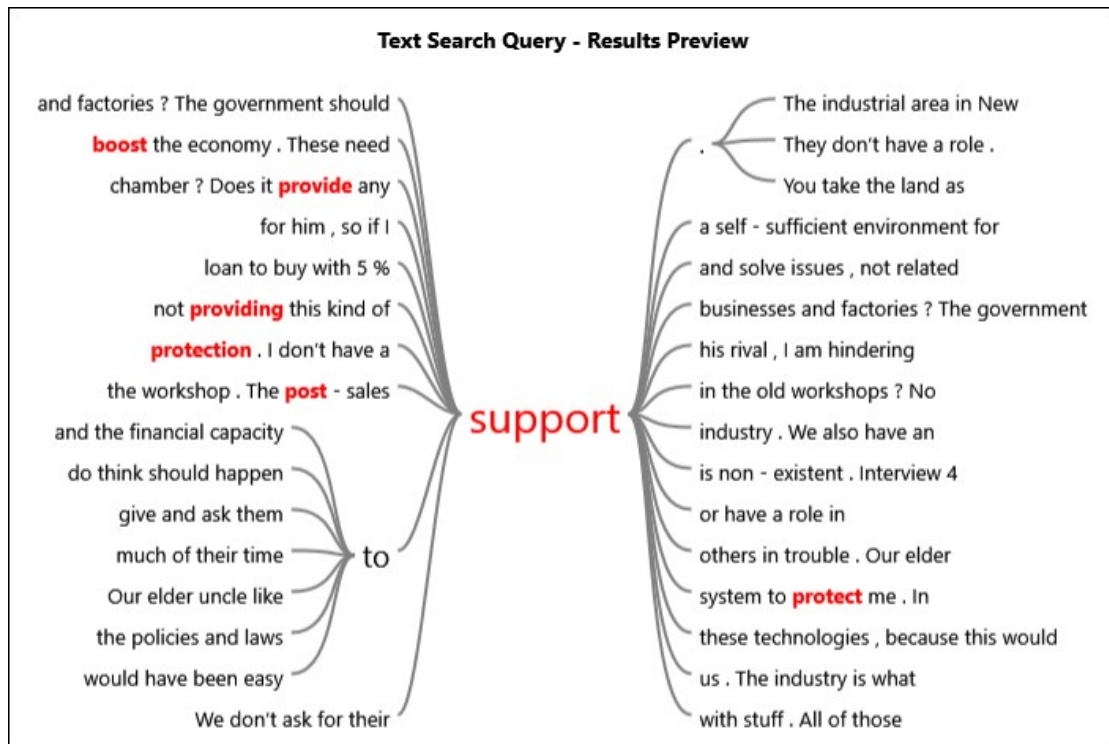 Text Search Query - Results Preview
and factories ? The government should
boost the economy . These need
chamber ? Does it provide any
for him , so if I
loan to buy with 5 %
not providing this kind of
protection . I don't have a
the workshop . The post - sales
and the financial capacity
do think should happen
give and ask them
much of their time
Our elder uncle like
the policies and laws
would have been easy
to
We don't ask for their
support
.
The industrial area in New
They don't have a role .
You take the land as
a self - sufficient environment for
and solve issues , not related
businesses and factories ? The government
his rival , I am hindering
in the old workshops ? No
industry . We also have an
is non - existent . Interview 4
or have a role in
others in trouble . Our elder
system to protect me . In
these technologies , because this would
us . The industry is what
with stuff . All of those